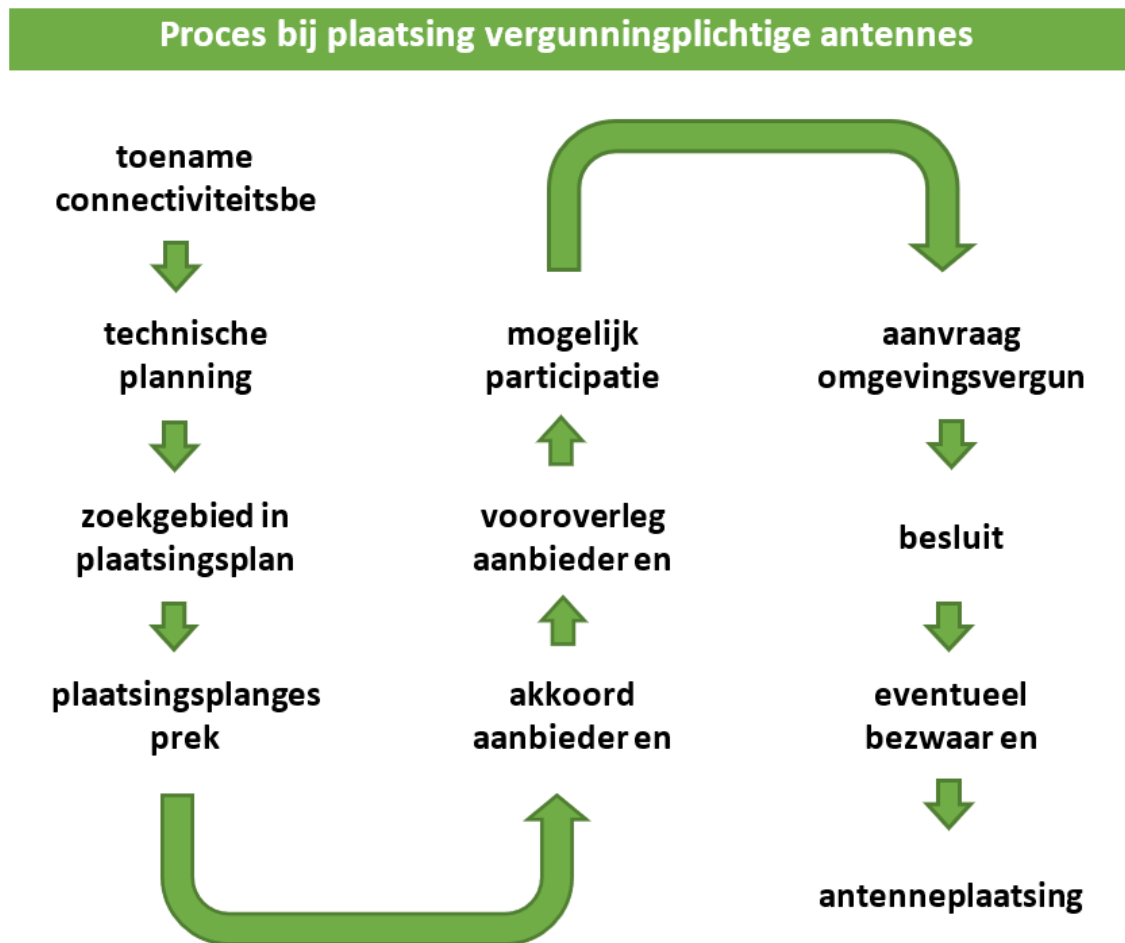 Proces bij plaatsing vergunningplichtige antennes
toename
connectiviteitsbe
technische
planning
zoekgebied in
plaatsingsplan
plaatsingsplanges
prek
akkoord
aanbieder en
vooroverleg
aanbieder en
mogelijk
participatie
aanvraag
omgevingsvergun
besluit
eventueel
bezwaar en
antenneplaatsing